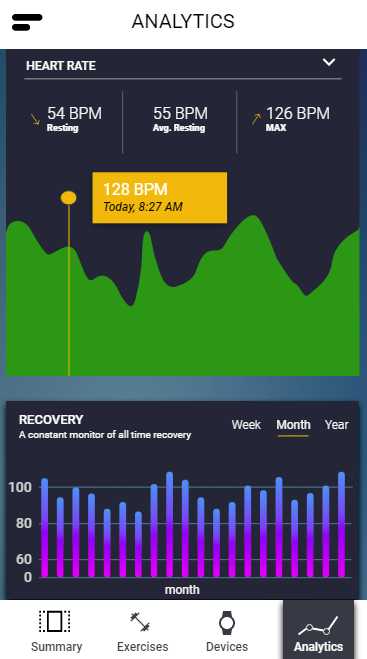 ANALYTICS
HEART RATE
54 BPM
Resting
55 BPM
Avg. Resting
126 BPM
MAX
128 BPM
Today, 8:27 AM
RECOVERY
A constant monitor of all time recovery
Week Month Year
100
80
60
0
month
Summary Exercises Devices Analytics